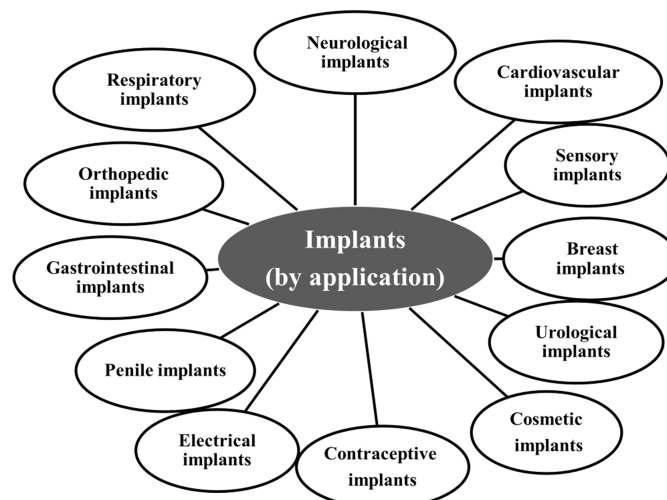 Neurological
implants
Cardiovascular
implants
Sensory
implants
Breast
implants
Urological
implants
Cosmetic
implants
Contraceptive
implants
Electrical
implants
Penile implants
Gastrointestinal
implants
Orthopedic
implants
Respiratory
implants
Implants
(by application)